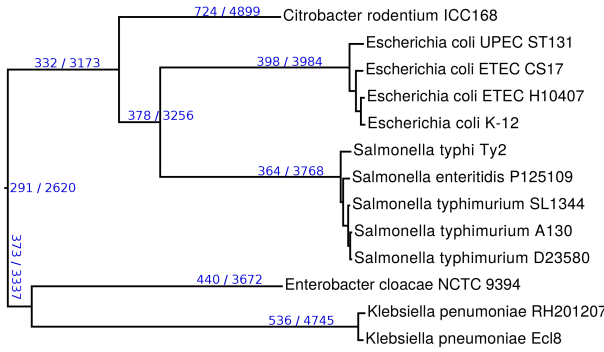 724 / 4899
Citrobacter rodentium ICC168
Escherichia coli UPEC ST131
332 / 3173
398 / 3984
Escherichia coli ETEC CS17
Escherichia coli ETEC H10407
378 / 3256
Escherichia coli K-12
Salmonella typhi Ty2
364 / 3768
Salmonella enteritidis P125109
291 / 2620
Salmonella typhimurium SL1344
Salmonella typhimurium A130
373 / 3337
Salmonella typhimurium D23580
440 / 3672
Enterobacter cloacae NCTC 9394
Klebsiella penumoniae RH201207
536 / 4745
Klebsiella pneumoniae Ecl8